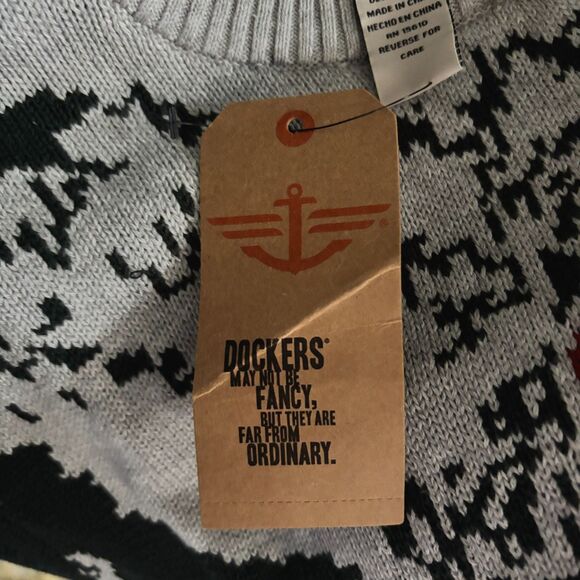 MADE IN CHINA
HECHO EN CHINA
RN 15610
REVERSE FOR
CARE
®
DOCKERS®
MAY NOT BE
FANCY,
BUT THEY ARE
FAR FROM
ORDINARY.